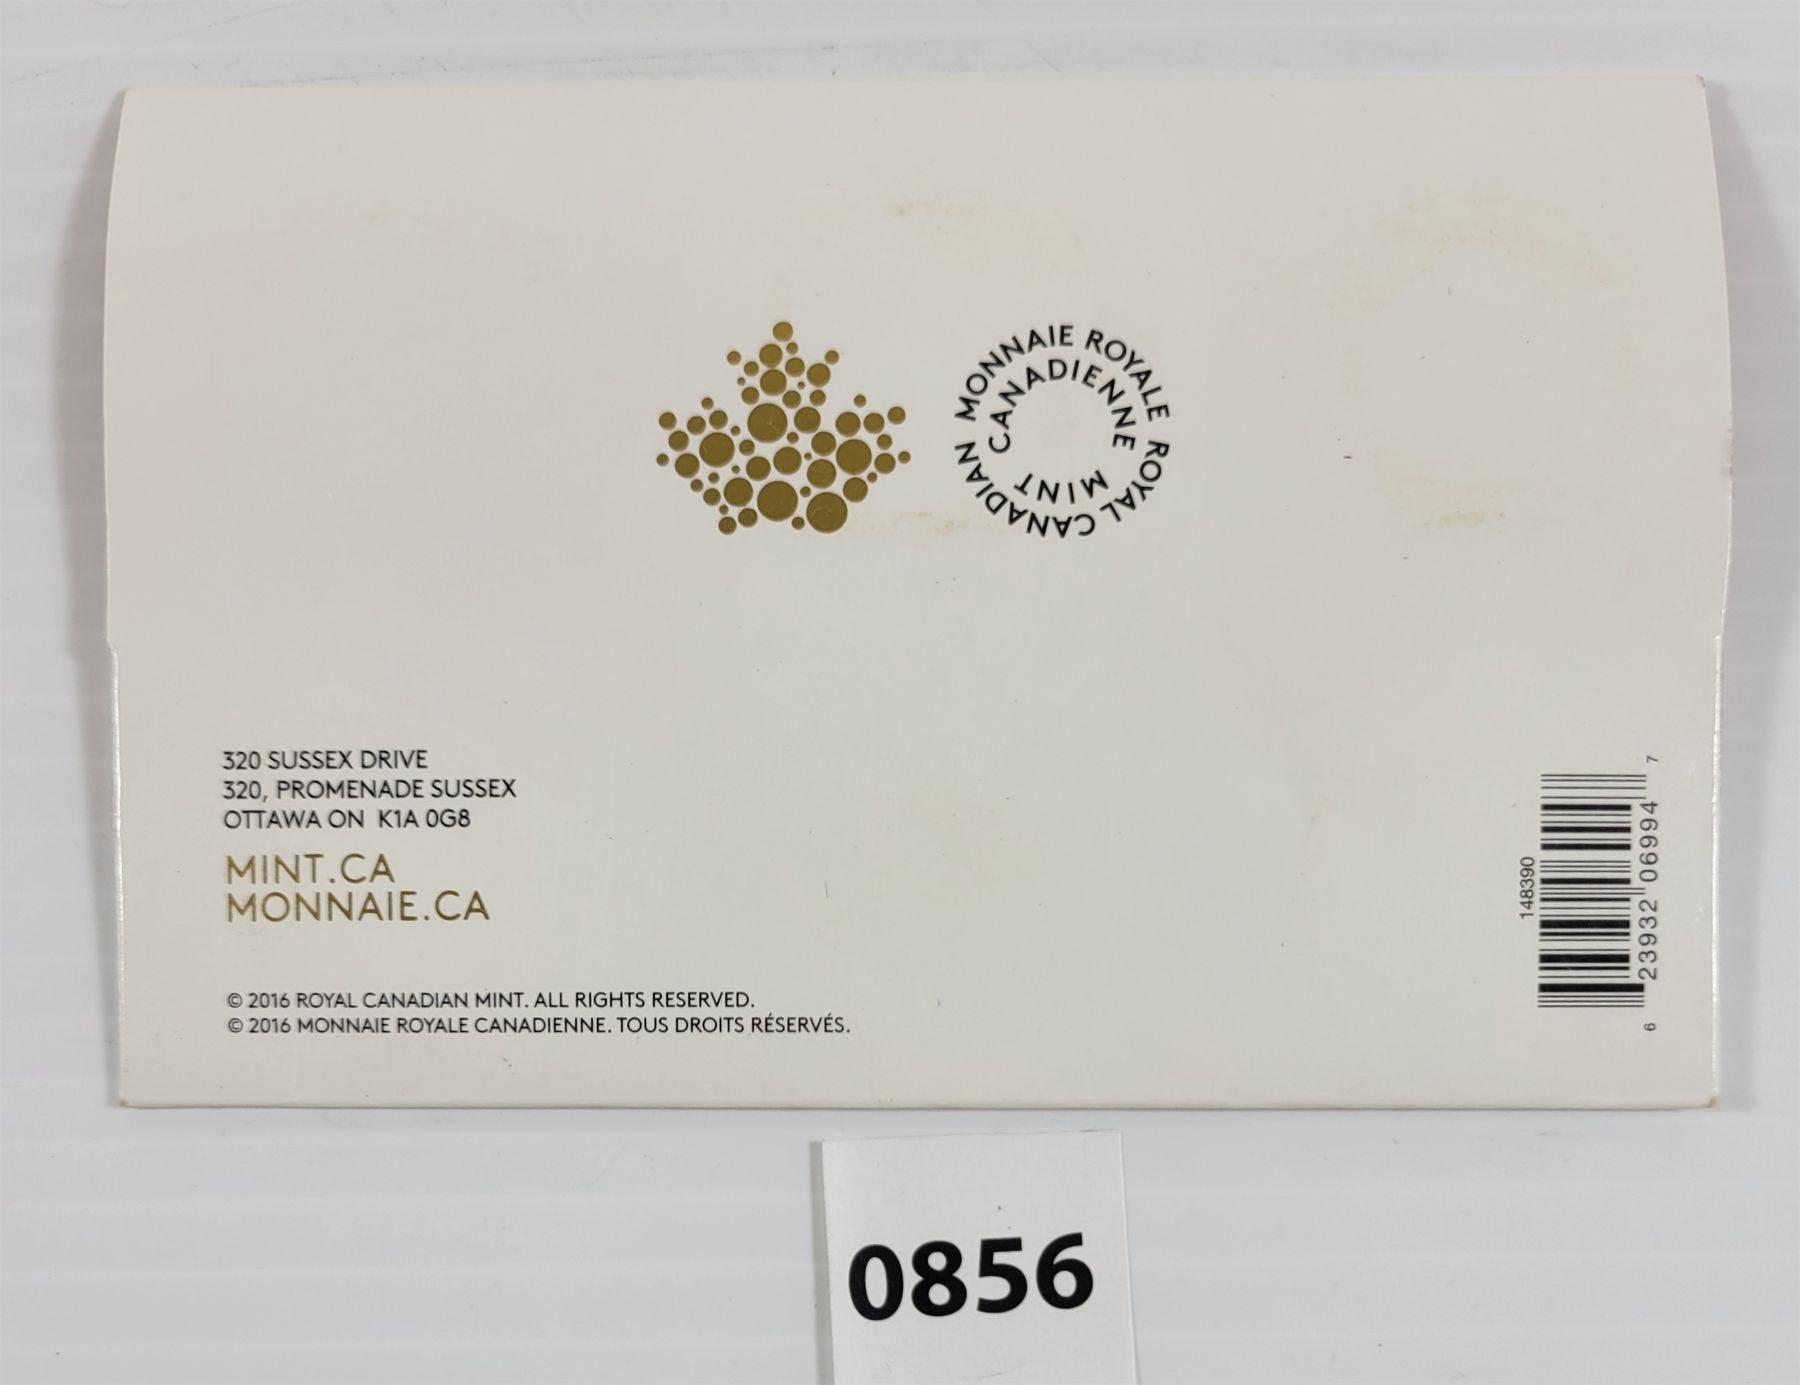 MONNAIE ROYALE
CANADIENNE
ROYAL CANADIAN
MINT
320 SUSSEX DRIVE
320, PROMENADE SUSSEX
OTTAWA ON K1A 0G8
MINT.CA
MONNAIE.CA
© 2016 ROYAL CANADIAN MINT. ALL RIGHTS RESERVED.
© 2016 MONNAIE ROYALE CANADIENNE. TOUS DROITS RÉSERVÉS.
148390
6 23932 06994 7
0856